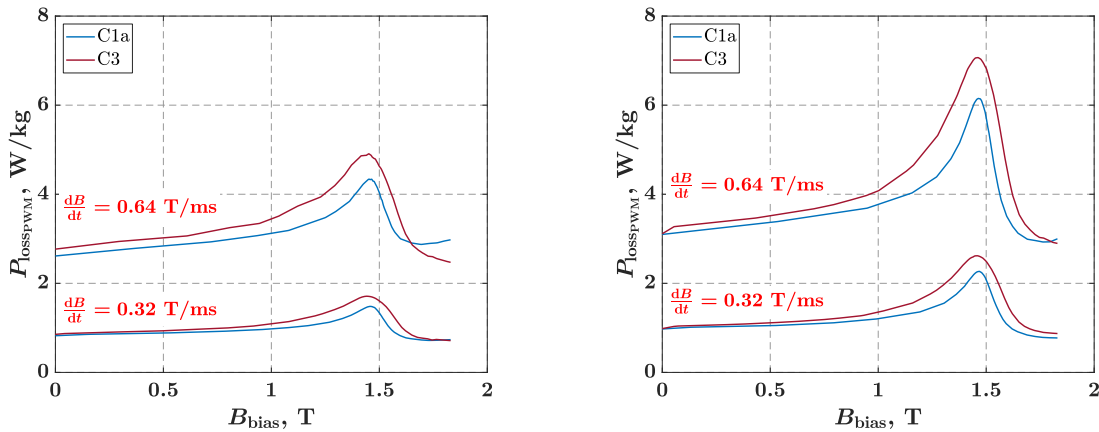 8
6
4
2
0
P_lossPWM, W/kg
C1a
C3
dB/dt = 0.64 T/ms
dB/dt = 0.32 T/ms
0 0.5 1 1.5 2
B_bias, T
8
6
4
2
0
P_lossPWM, W/kg
C1a
C3
dB/dt = 0.64 T/ms
dB/dt = 0.32 T/ms
0 0.5 1 1.5 2
B_bias, T